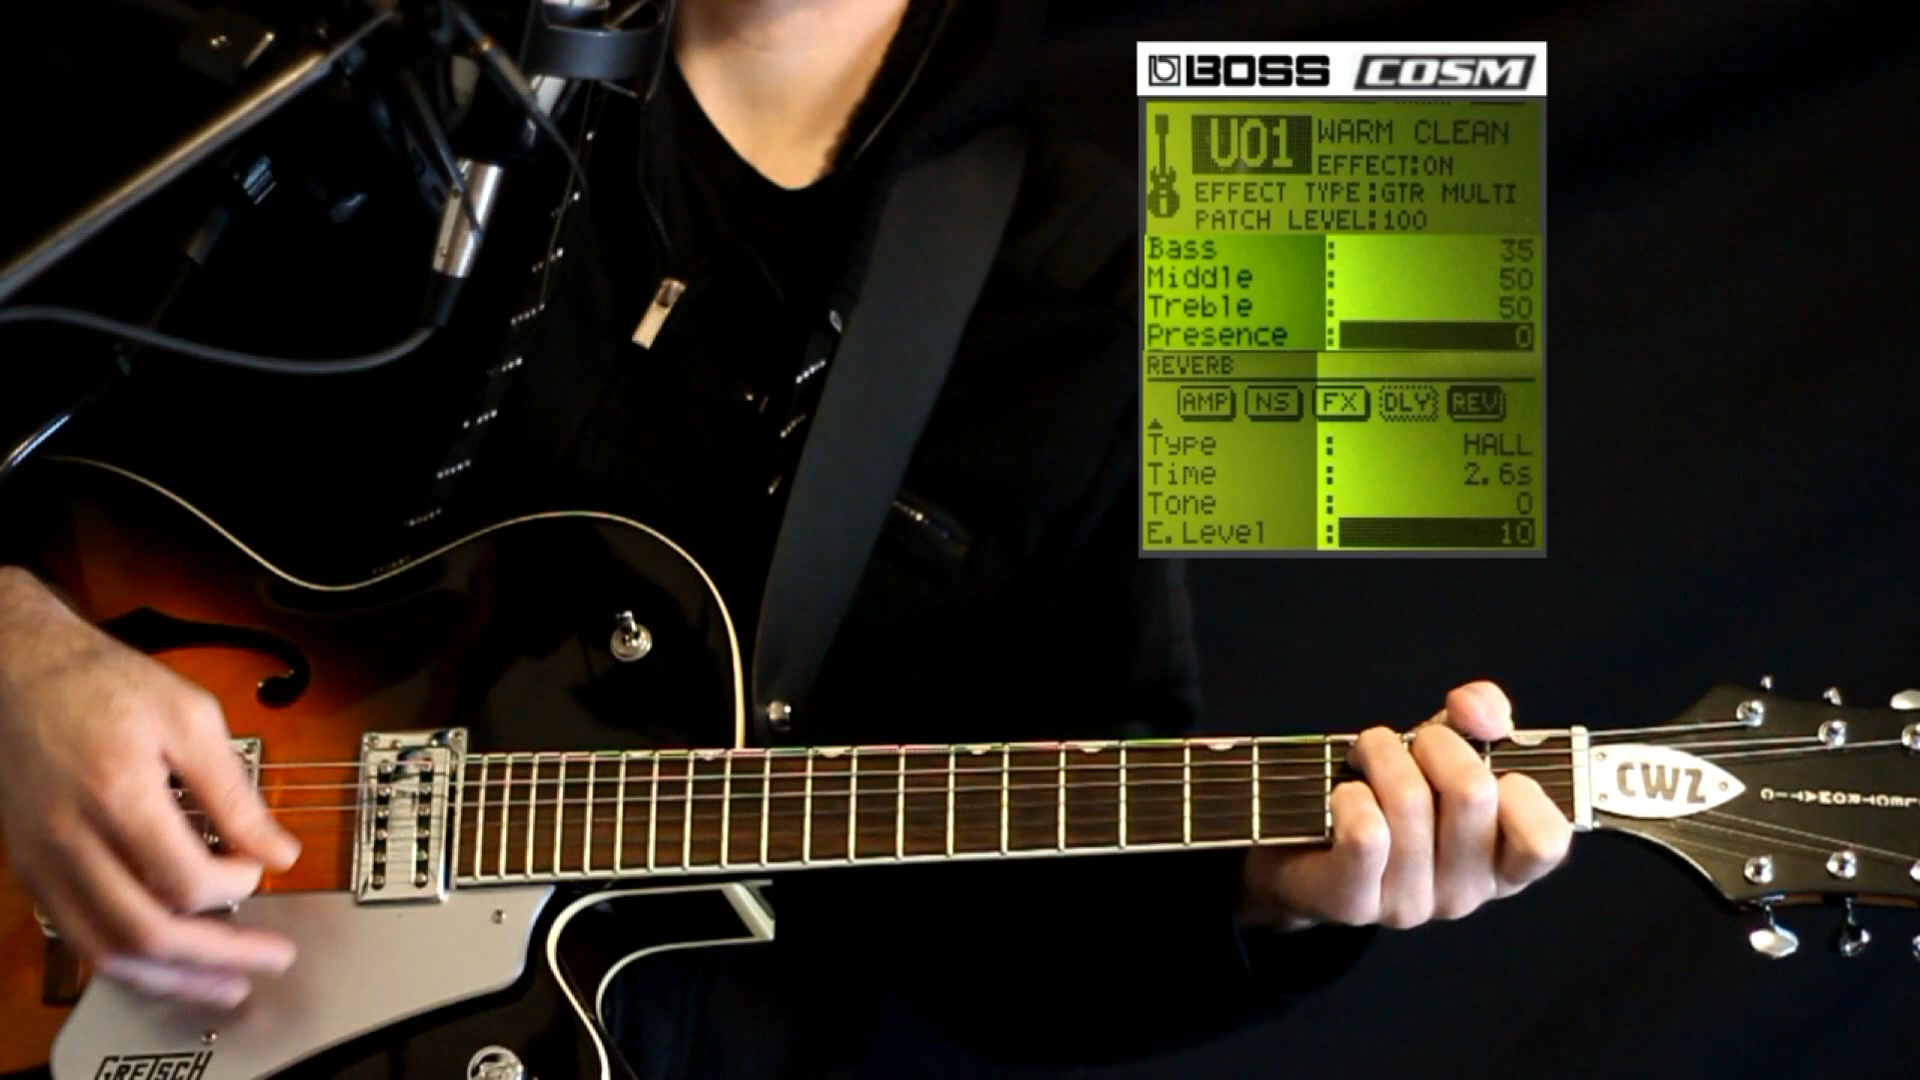 BOSS COSM
U01 WARM CLEAN
EFFECT:ON
EFFECT TYPE:GTR MULTI
PATCH LEVEL:100
Bass : 35
Middle : 50
Treble : 50
Presence : 0
REVERB
AMP NS FX DLY REV
Type : HALL
Time : 2.6s
Tone : 0
E.Level : 10
CWZ
ELECTROMATIC
GRETSCH